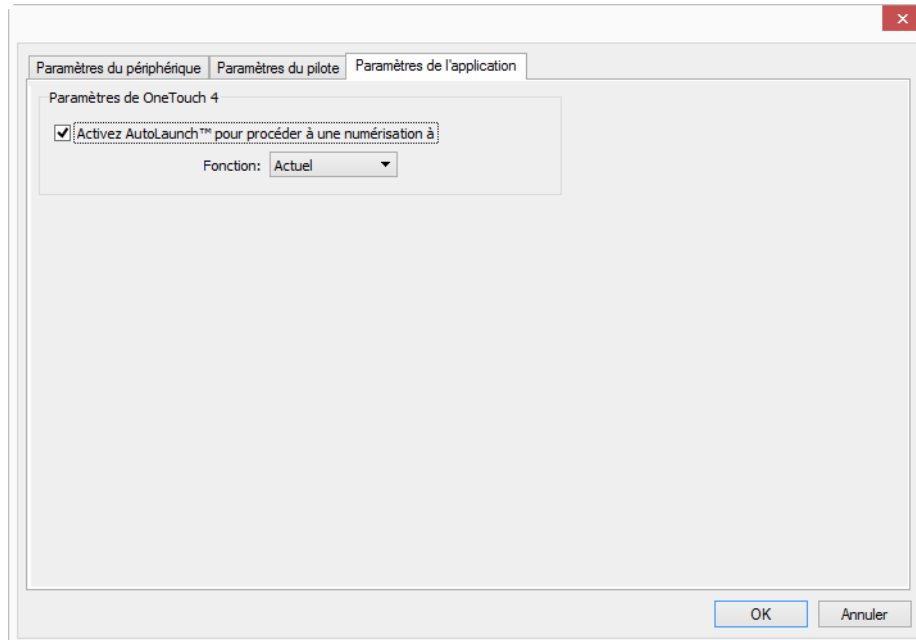 Paramètres du périphérique Paramètres du pilote Paramètres de l'application
Paramètres de OneTouch 4
Activez AutoLaunch™ pour procéder à une numérisation à
Fonction: Actuel
OK Annuler